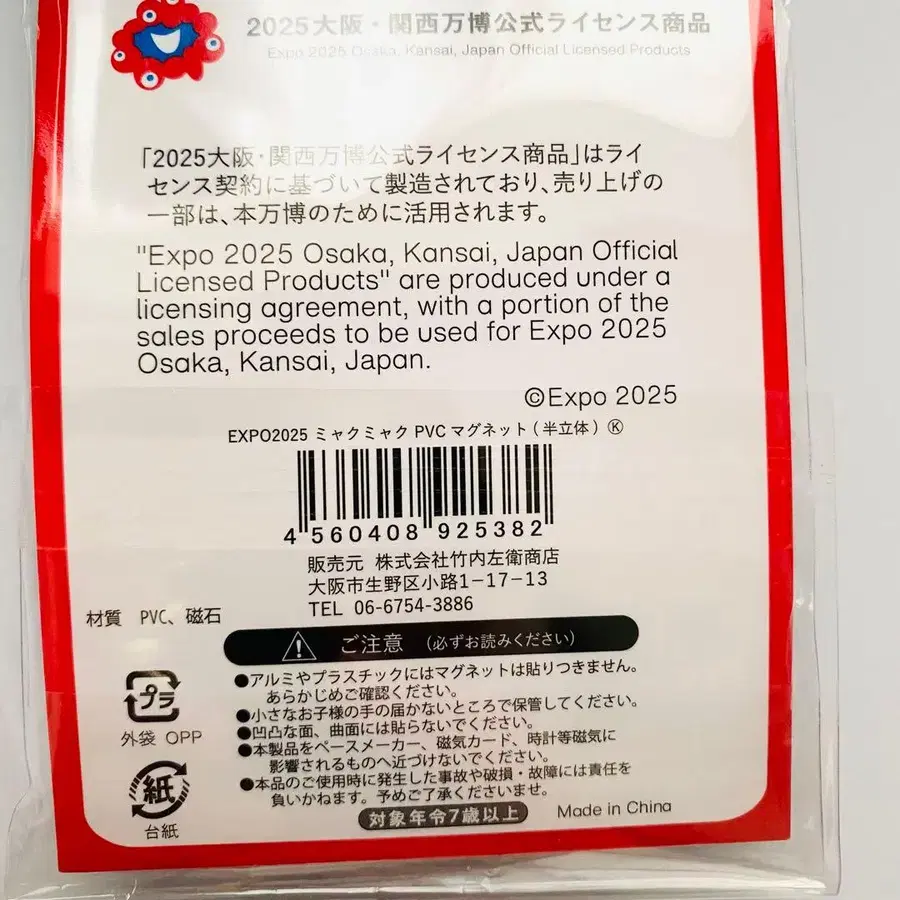 2025大阪・関西万博公式ライセンス商品
Expo 2025 Osaka, Kansai, Japan Official Licensed Products
「2025大阪・関西万博公式ライセンス商品」はライ
センス契約に基づいて製造されており、売り上げの
一部は、本万博のために活用されます。
"Expo 2025 Osaka, Kansai, Japan Official
Licensed Products" are produced under a
licensing agreement, with a portion of the
sales proceeds to be used for Expo 2025
Osaka, Kansai, Japan.
©Expo 2025
EXPO2025 ミャクミャク PVC マグネット ( 半立体 ) Ⓚ
4 560408 925382
販売元 株式会社竹内左衛商店
大阪市生野区小路1-17-13
TEL 06-6754-3886
材質 PVC、磁石
ご注意 (必ずお読みください)
●アルミやプラスチックにはマグネットは貼りつきません。
あらかじめご確認ください。
●小さなお子様の手の届かないところで保管してください。
●凹凸な面、曲面には貼らないでください。
●本製品をペースメーカー、磁気カード、時計等磁気に
影響されるものへ近づけないでください。
●本品のご使用時に発生した事故や破損・故障には責任を
負いかねます。予めご了承くださいませ。
プラ
外袋 OPP
紙
台紙
対象年令7歳以上
Made in China